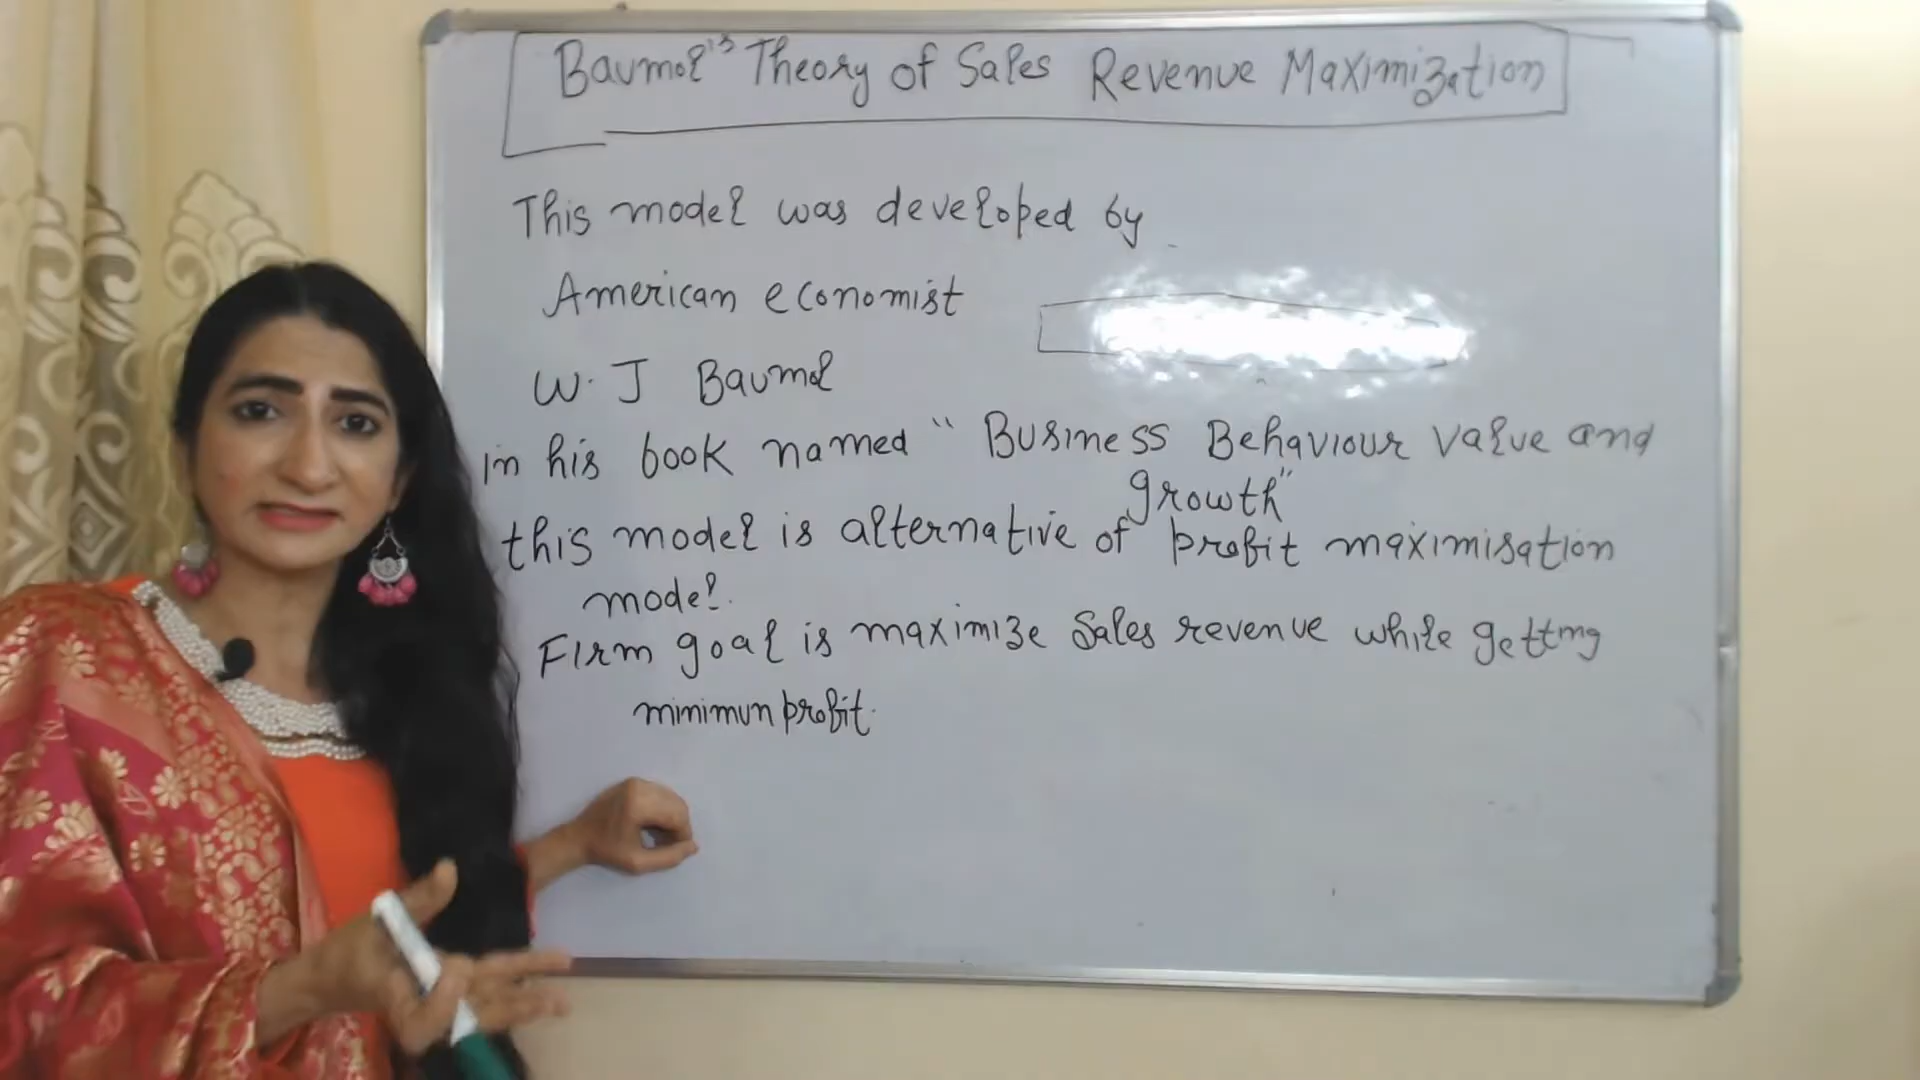 Baumol's Theory of Sales Revenue Maximization
This model was developed by
American economist
W. J Baumol
in his book named "Business Behaviour value and
growth"
this model is alternative of profit maximisation
model.
Firm goal is maximize Sales revenue while getting
minimun profit.